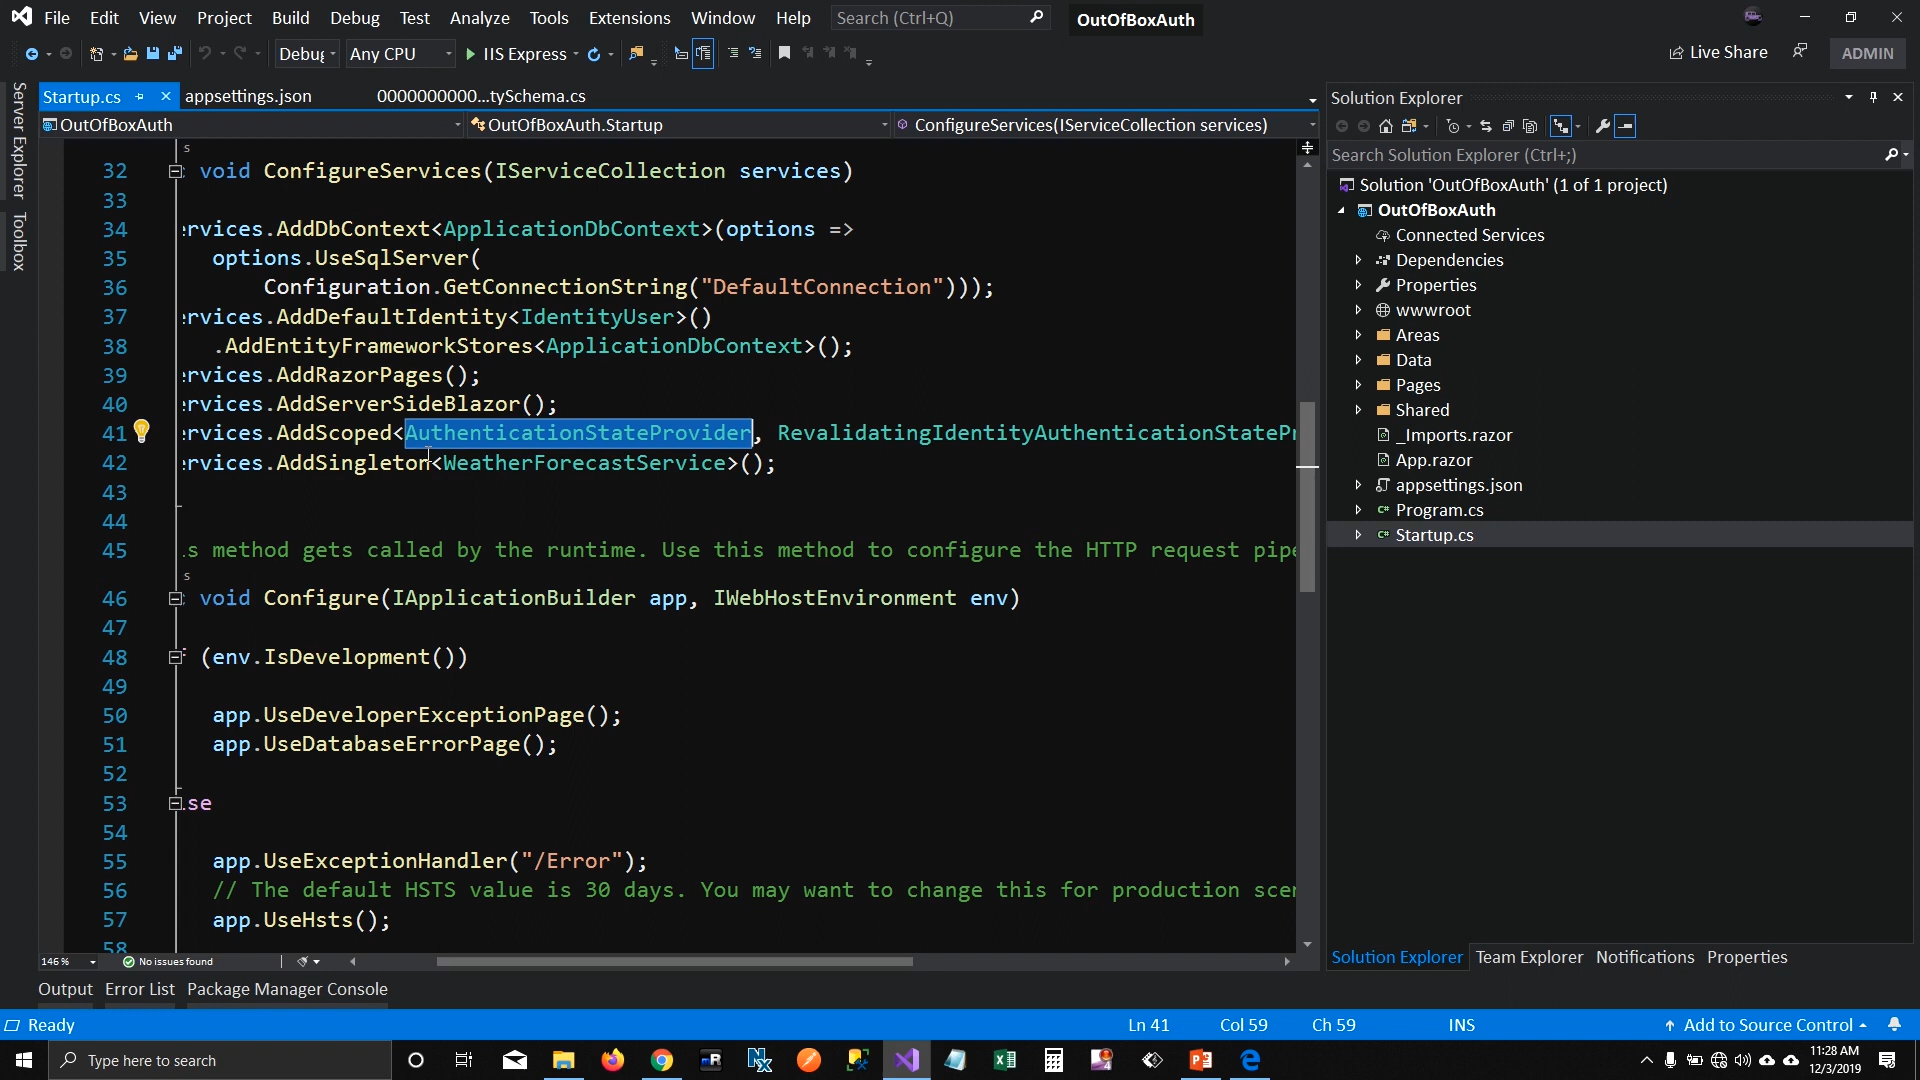 File Edit View Project Build Debug Test Analyze Tools Extensions Window Help Search (Ctrl+Q) OutOfBoxAuth
Debug Any CPU IIS Express Live Share ADMIN
Server Explorer
Toolbox
Startup.cs appsettings.json 0000000000...tySchema.cs
OutOfBoxAuth OutOfBoxAuth.Startup ConfigureServices(IServiceCollection services)
s
32 void ConfigureServices(IServiceCollection services)
33
34 rvices.AddDbContext<ApplicationDbContext>(options =>
35 options.UseSqlServer(
36 Configuration.GetConnectionString("DefaultConnection")));
37 rvices.AddDefaultIdentity<IdentityUser>()
38 .AddEntityFrameworkStores<ApplicationDbContext>();
39 rvices.AddRazorPages();
40 rvices.AddServerSideBlazor();
41 rvices.AddScoped<AuthenticationStateProvider, RevalidatingIdentityAuthenticationStatePr
42 rvices.AddSingleton<WeatherForecastService>();
43
44
45 s method gets called by the runtime. Use this method to configure the HTTP request pipe
s
46 void Configure(IApplicationBuilder app, IWebHostEnvironment env)
47
48 (env.IsDevelopment())
49
50 app.UseDeveloperExceptionPage();
51 app.UseDatabaseErrorPage();
52
53 se
54
55 app.UseExceptionHandler("/Error");
56 // The default HSTS value is 30 days. You may want to change this for production scen
57 app.UseHsts();
58
146 % No issues found
Solution Explorer
Search Solution Explorer (Ctrl+;)
Solution 'OutOfBoxAuth' (1 of 1 project)
OutOfBoxAuth
Connected Services
Dependencies
Properties
wwwroot
Areas
Data
Pages
Shared
_Imports.razor
App.razor
appsettings.json
C# Program.cs
C# Startup.cs
Solution Explorer Team Explorer Notifications Properties
Output Error List Package Manager Console
Ready Ln 41 Col 59 Ch 59 INS Add to Source Control
Type here to search 11:28 AM
12/3/2019